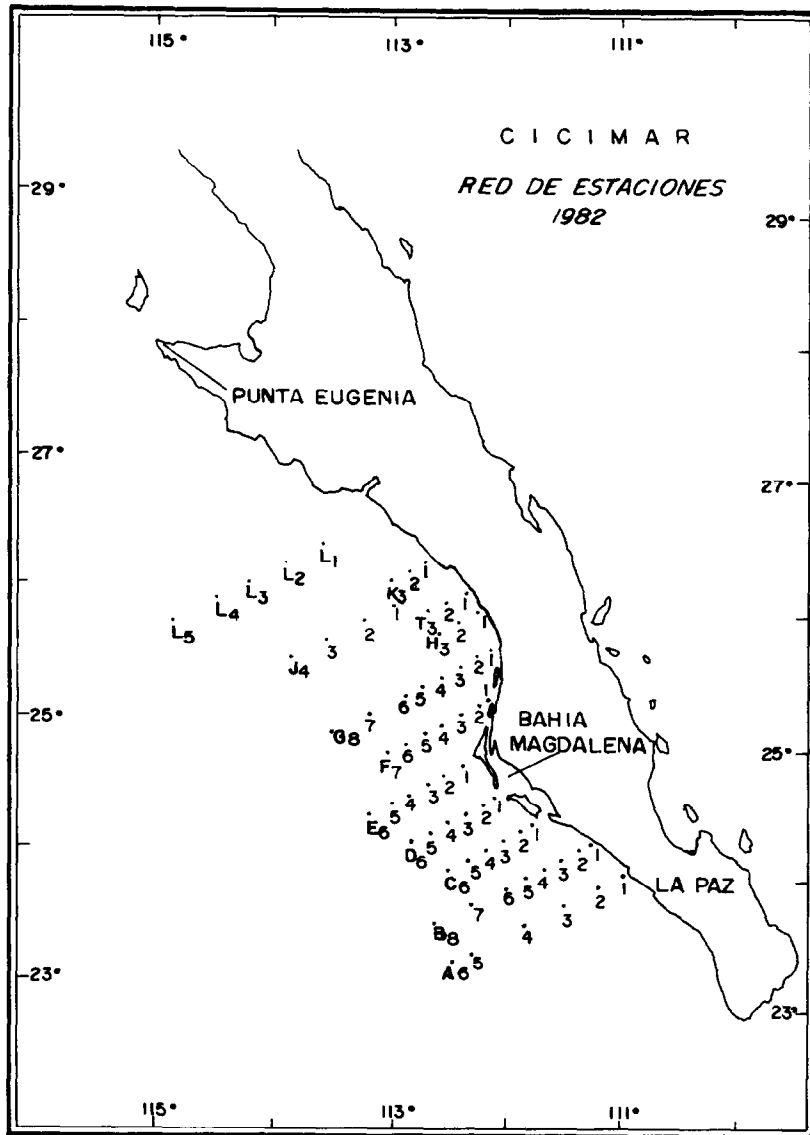 115° 113° 111°
CICIMAR
RED DE ESTACIONES
1982
29° 29°
PUNTA EUGENIA
27° 27°
L1
L2
L3
L4
L5
1
2
K3
1
2
T3
1
2
H3
1
2
3
J4
1
2
3
4
5
6
7
G8
1
2
3
4
5
6
F7
25° 25°
BAHIA
MAGDALENA
1
2
3
4
5
E6
1
2
3
4
5
D6
1
2
3
4
5
C6
1
2
3
4
5
6
7
B8
LA PAZ
1
2
3
4
5
A6
23° 23°
115° 113° 111°